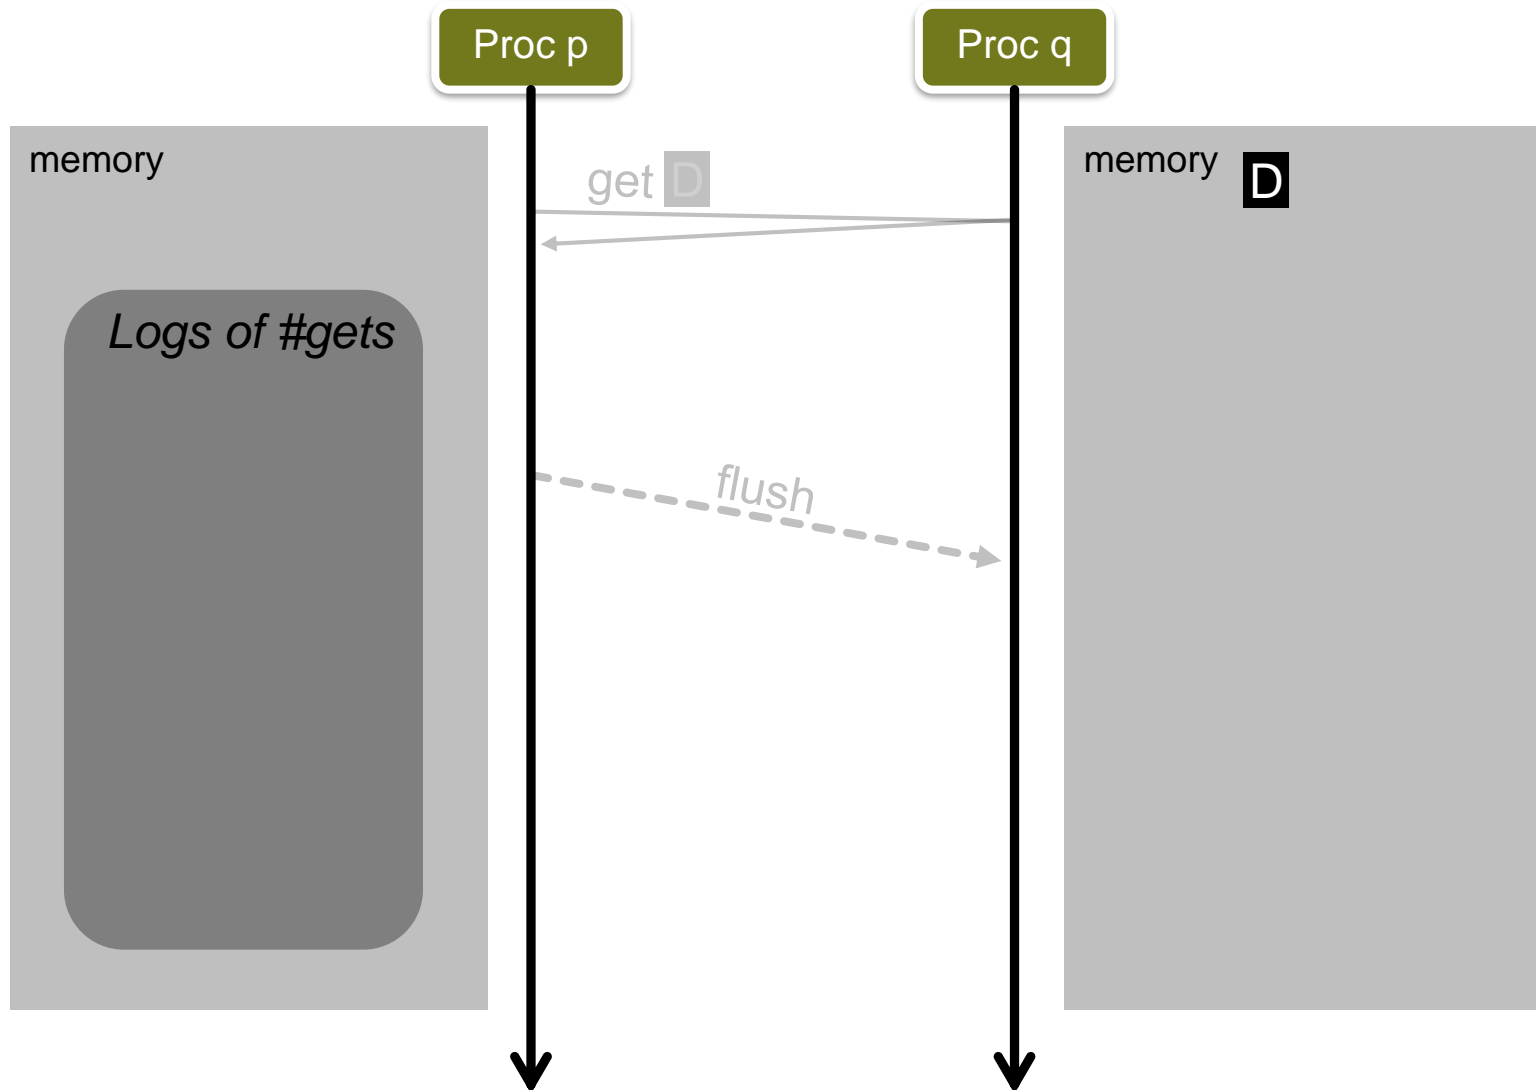 Proc p
Proc q
memory
get D
memory
D
Logs of #gets
flush